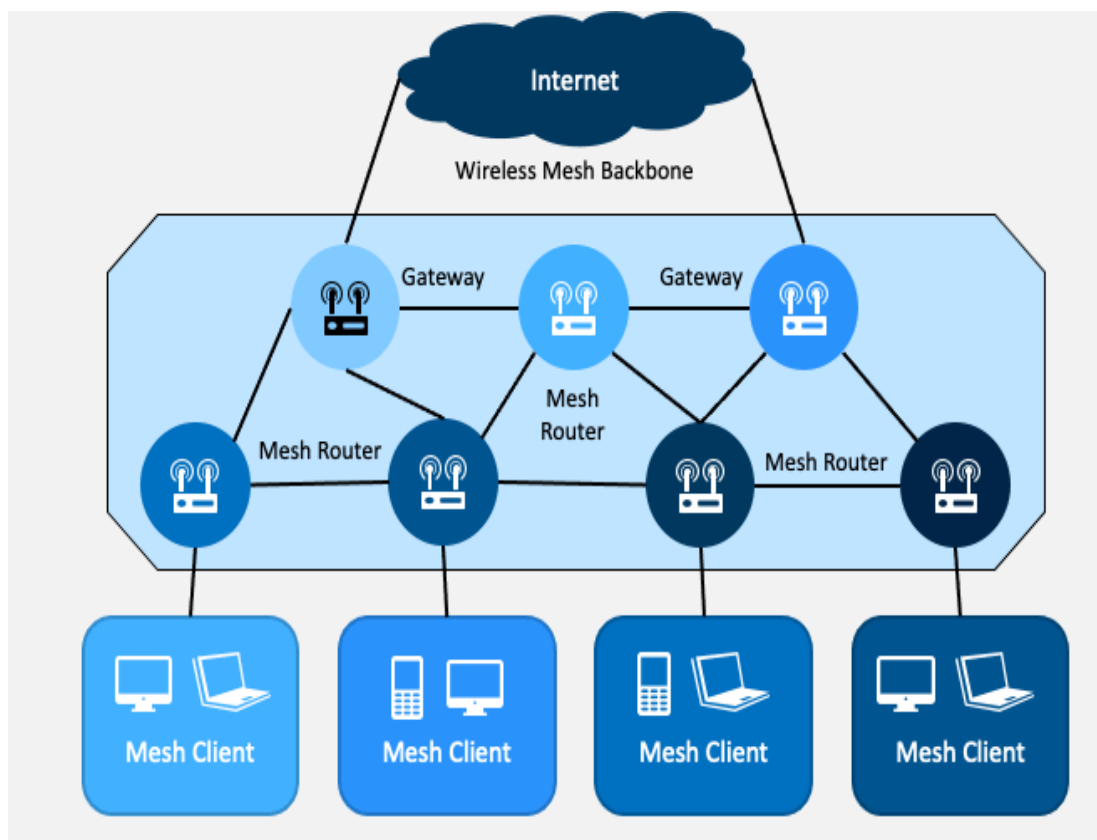 Internet
Wireless Mesh Backbone
Gateway
Gateway
Mesh
Router
Mesh Router
Mesh Router
Mesh Client
Mesh Client
Mesh Client
Mesh Client